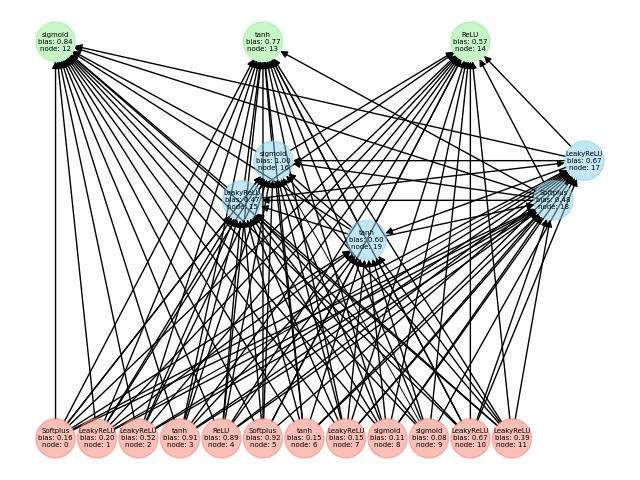 sigmoid
bias: 0.84
node: 12
tanh
bias: 0.77
node: 13
ReLU
bias: 0.57
node: 14
sigmoid
bias: 1.00
node: 16
LeakyReLU
bias: 0.67
node: 17
LeakyReLU
bias: 0.47
node: 15
Softplus
bias: 0.48
node: 18
tanh
bias: 0.60
node: 19
Softplus
bias: 0.16
node: 0
LeakyReLU
bias: 0.20
node: 1
LeakyReLU
bias: 0.52
node: 2
tanh
bias: 0.91
node: 3
ReLU
bias: 0.89
node: 4
Softplus
bias: 0.92
node: 5
tanh
bias: 0.15
node: 6
LeakyReLU
bias: 0.15
node: 7
sigmoid
bias: 0.11
node: 8
sigmoid
bias: 0.08
node: 9
LeakyReLU
bias: 0.67
node: 10
LeakyReLU
bias: 0.39
node: 11